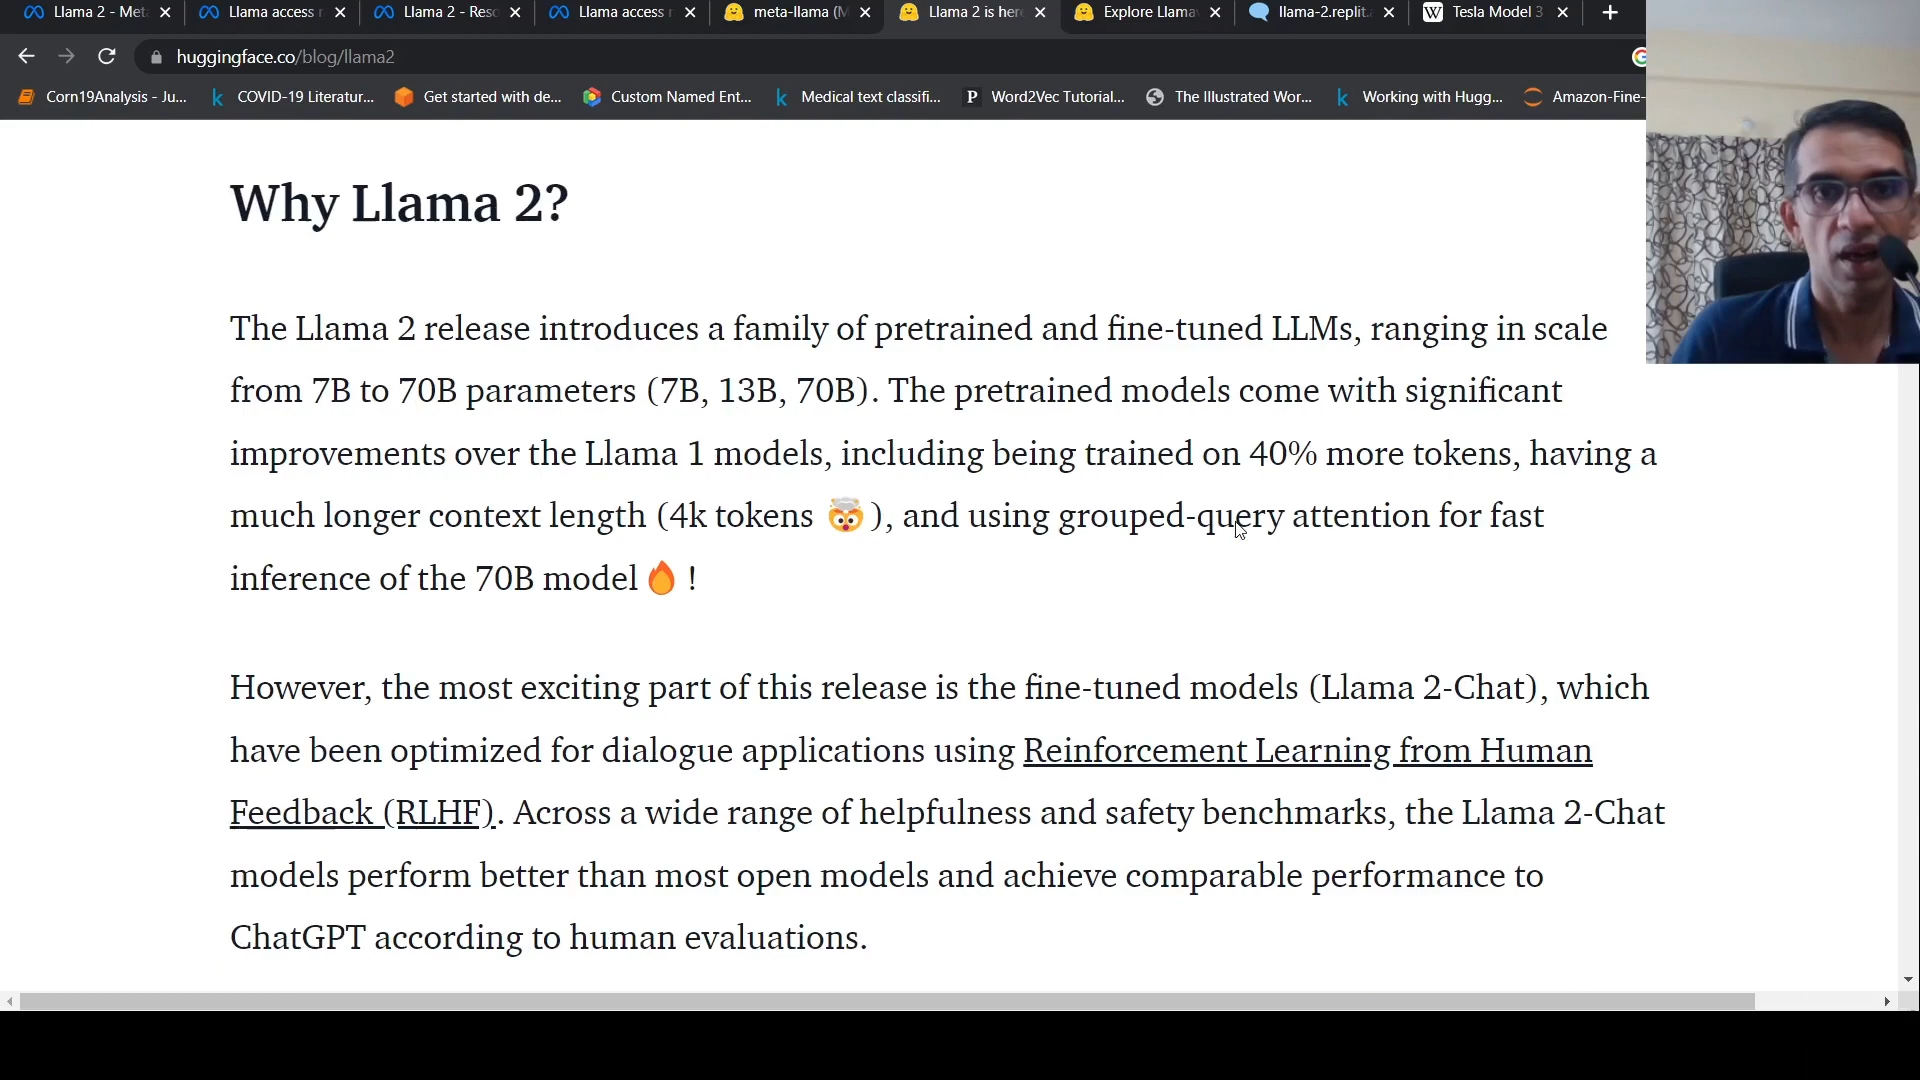 Llama 2 - Met
Llama access r
Llama 2 - Reso
Llama access r
meta-llama (M
Llama 2 is here
Explore Llamav
llama-2.replit.
Tesla Model 3
huggingface.co/blog/llama2
Corn19Analysis - Ju...
COVID-19 Literatur...
Get started with de...
Custom Named Ent...
Medical text classifi...
Word2Vec Tutorial...
The Illustrated Wor...
Working with Hugg...
Amazon-Fine-
Why Llama 2?
The Llama 2 release introduces a family of pretrained and fine-tuned LLMs, ranging in scale
from 7B to 70B parameters (7B, 13B, 70B). The pretrained models come with significant
improvements over the Llama 1 models, including being trained on 40% more tokens, having a
much longer context length (4k tokens 🤯 ), and using grouped-query attention for fast
inference of the 70B model 🔥 !
However, the most exciting part of this release is the fine-tuned models (Llama 2-Chat), which
have been optimized for dialogue applications using Reinforcement Learning from Human
Feedback (RLHF). Across a wide range of helpfulness and safety benchmarks, the Llama 2-Chat
models perform better than most open models and achieve comparable performance to
ChatGPT according to human evaluations.